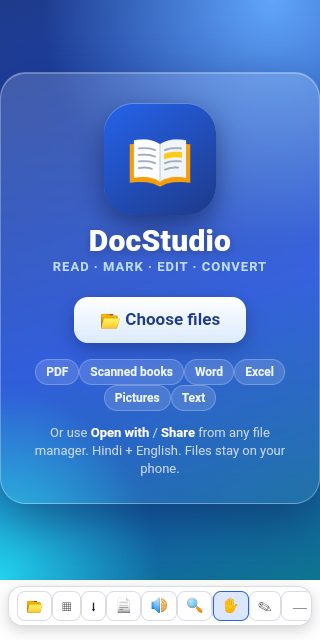 DocStudio
READ · MARK · EDIT · CONVERT
Choose files
PDF Scanned books Word Excel
Pictures Text
Or use Open with / Share from any file
manager. Hindi + English. Files stay on your
phone.